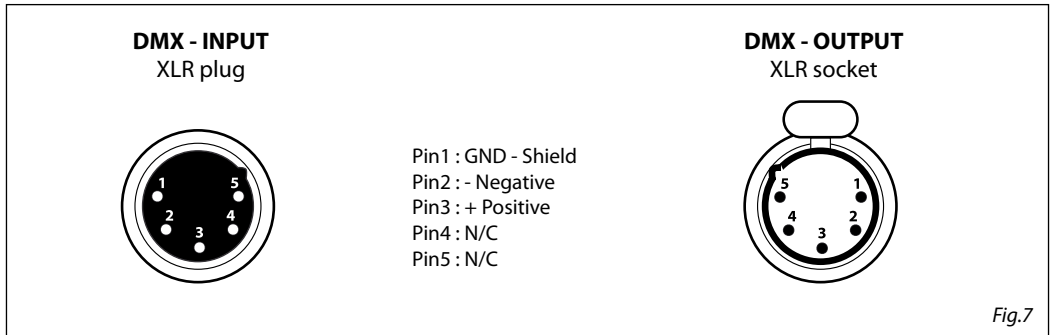 DMX - INPUT
XLR plug
1
5
2
4
3
Pin1 : GND - Shield
Pin2 : - Negative
Pin3 : + Positive
Pin4 : N/C
Pin5 : N/C
DMX - OUTPUT
XLR socket
5
1
4
2
3
Fig.7